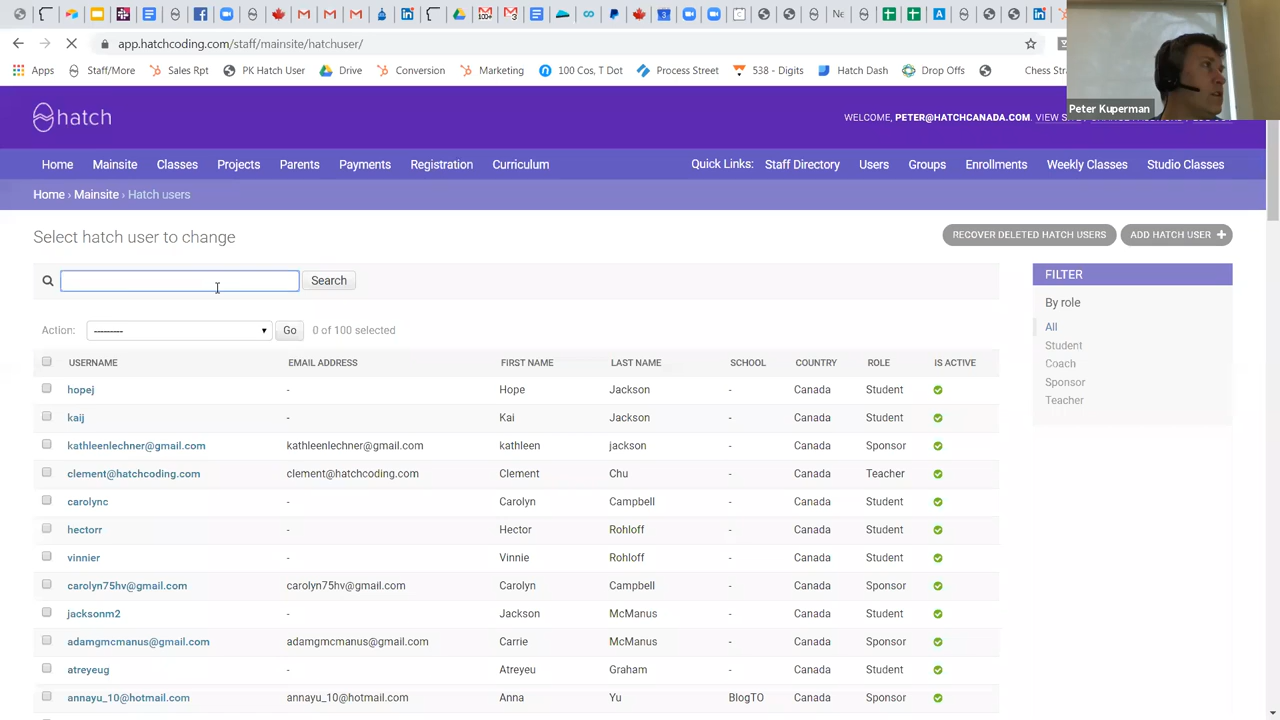 app.hatchcoding.com/staff/mainsite/hatchuser/
Apps Staff/More Sales Rpt PK Hatch User Drive Conversion Marketing 100 Cos, T Dot Process Street 538 - Digits Hatch Dash Drop Offs Chess Stra
Peter Kuperman
hatch
WELCOME, PETER@HATCHCANADA.COM. VIEW
Home Mainsite Classes Projects Parents Payments Registration Curriculum Quick Links: Staff Directory Users Groups Enrollments Weekly Classes Studio Classes
Home › Mainsite › Hatch users
Select hatch user to change
RECOVER DELETED HATCH USERS ADD HATCH USER +
Search
FILTER
By role
All
Student
Coach
Sponsor
Teacher
Action: --------- Go 0 of 100 selected
USERNAME EMAIL ADDRESS FIRST NAME LAST NAME SCHOOL COUNTRY ROLE IS ACTIVE
hopej - Hope Jackson - Canada Student
kaij - Kai Jackson - Canada Student
kathleenlechner@gmail.com kathleenlechner@gmail.com kathleen jackson - Canada Sponsor
clement@hatchcoding.com clement@hatchcoding.com Clement Chu - Canada Teacher
carolync - Carolyn Campbell - Canada Student
hectorr - Hector Rohloff - Canada Student
vinnier - Vinnie Rohloff - Canada Student
carolyn75hv@gmail.com carolyn75hv@gmail.com Carolyn Campbell - Canada Sponsor
jacksonm2 - Jackson McManus - Canada Student
adamgmcmanus@gmail.com adamgmcmanus@gmail.com Carrie McManus - Canada Sponsor
atreyeug - Atreyeu Graham - Canada Student
annayu_10@hotmail.com annayu_10@hotmail.com Anna Yu BlogTO Canada Sponsor